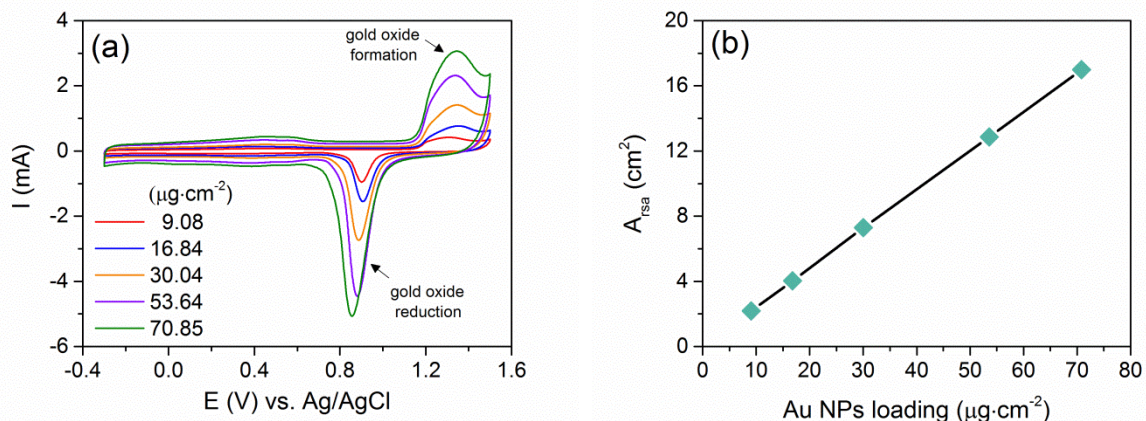 (a)
gold oxide
formation
4
2
0
-2
-4
-6
I (mA)
(μg·cm⁻²)
9.08
16.84
30.04
53.64
70.85
gold oxide
reduction
-0.4 0.0 0.4 0.8 1.2 1.6
E (V) vs. Ag/AgCl
(b)
20
16
12
8
4
0
Aᵣₛₐ (cm²)
0 10 20 30 40 50 60 70 80
Au NPs loading (μg·cm⁻²)